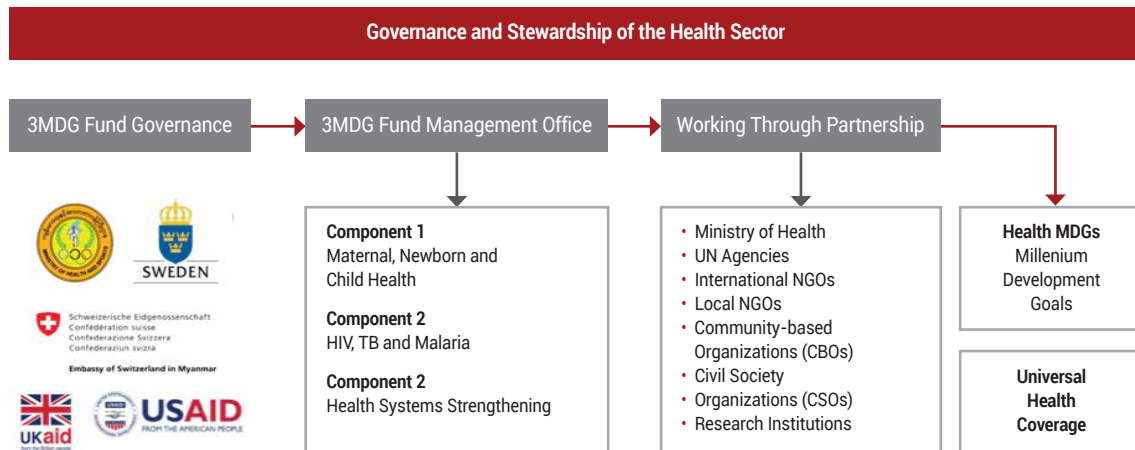 Governance and Stewardship of the Health Sector
3MDG Fund Governance
3MDG Fund Management Office
Working Through Partnership
SWEDEN
Schweizerische Eidgenossenschaft
Confédération suisse
Confederazione Svizzera
Confederaziun svizra
Embassy of Switzerland in Myanmar
UKaid
from the British people
USAID
FROM THE AMERICAN PEOPLE
Component 1
Maternal, Newborn and
Child Health
Component 2
HIV, TB and Malaria
Component 2
Health Systems Strengthening
• Ministry of Health
• UN Agencies
• International NGOs
• Local NGOs
• Community-based
Organizations (CBOs)
• Civil Society
• Organizations (CSOs)
• Research Institutions
Health MDGs
Millenium
Development
Goals
Universal
Health
Coverage